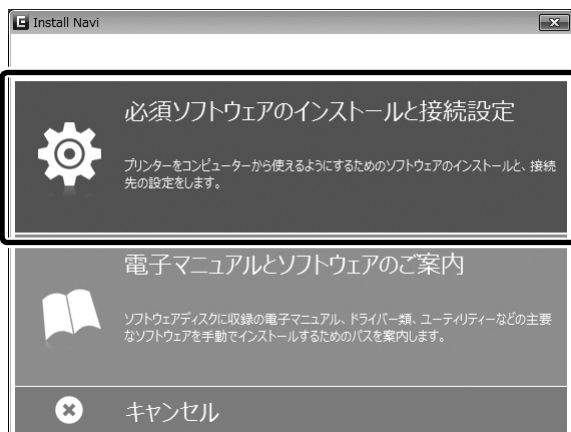 Install Navi
必須ソフトウェアのインストールと接続設定
プリンターをコンピューターから使えるようにするためのソフトウェアのインストールと、接続
先の設定をします。
電子マニュアルとソフトウェアのご案内
ソフトウェアディスクに収録の電子マニュアル、ドライバー類、ユーティリティーなどの主要
なソフトウェアを手動でインストールするためのパスを案内します。
キャンセル